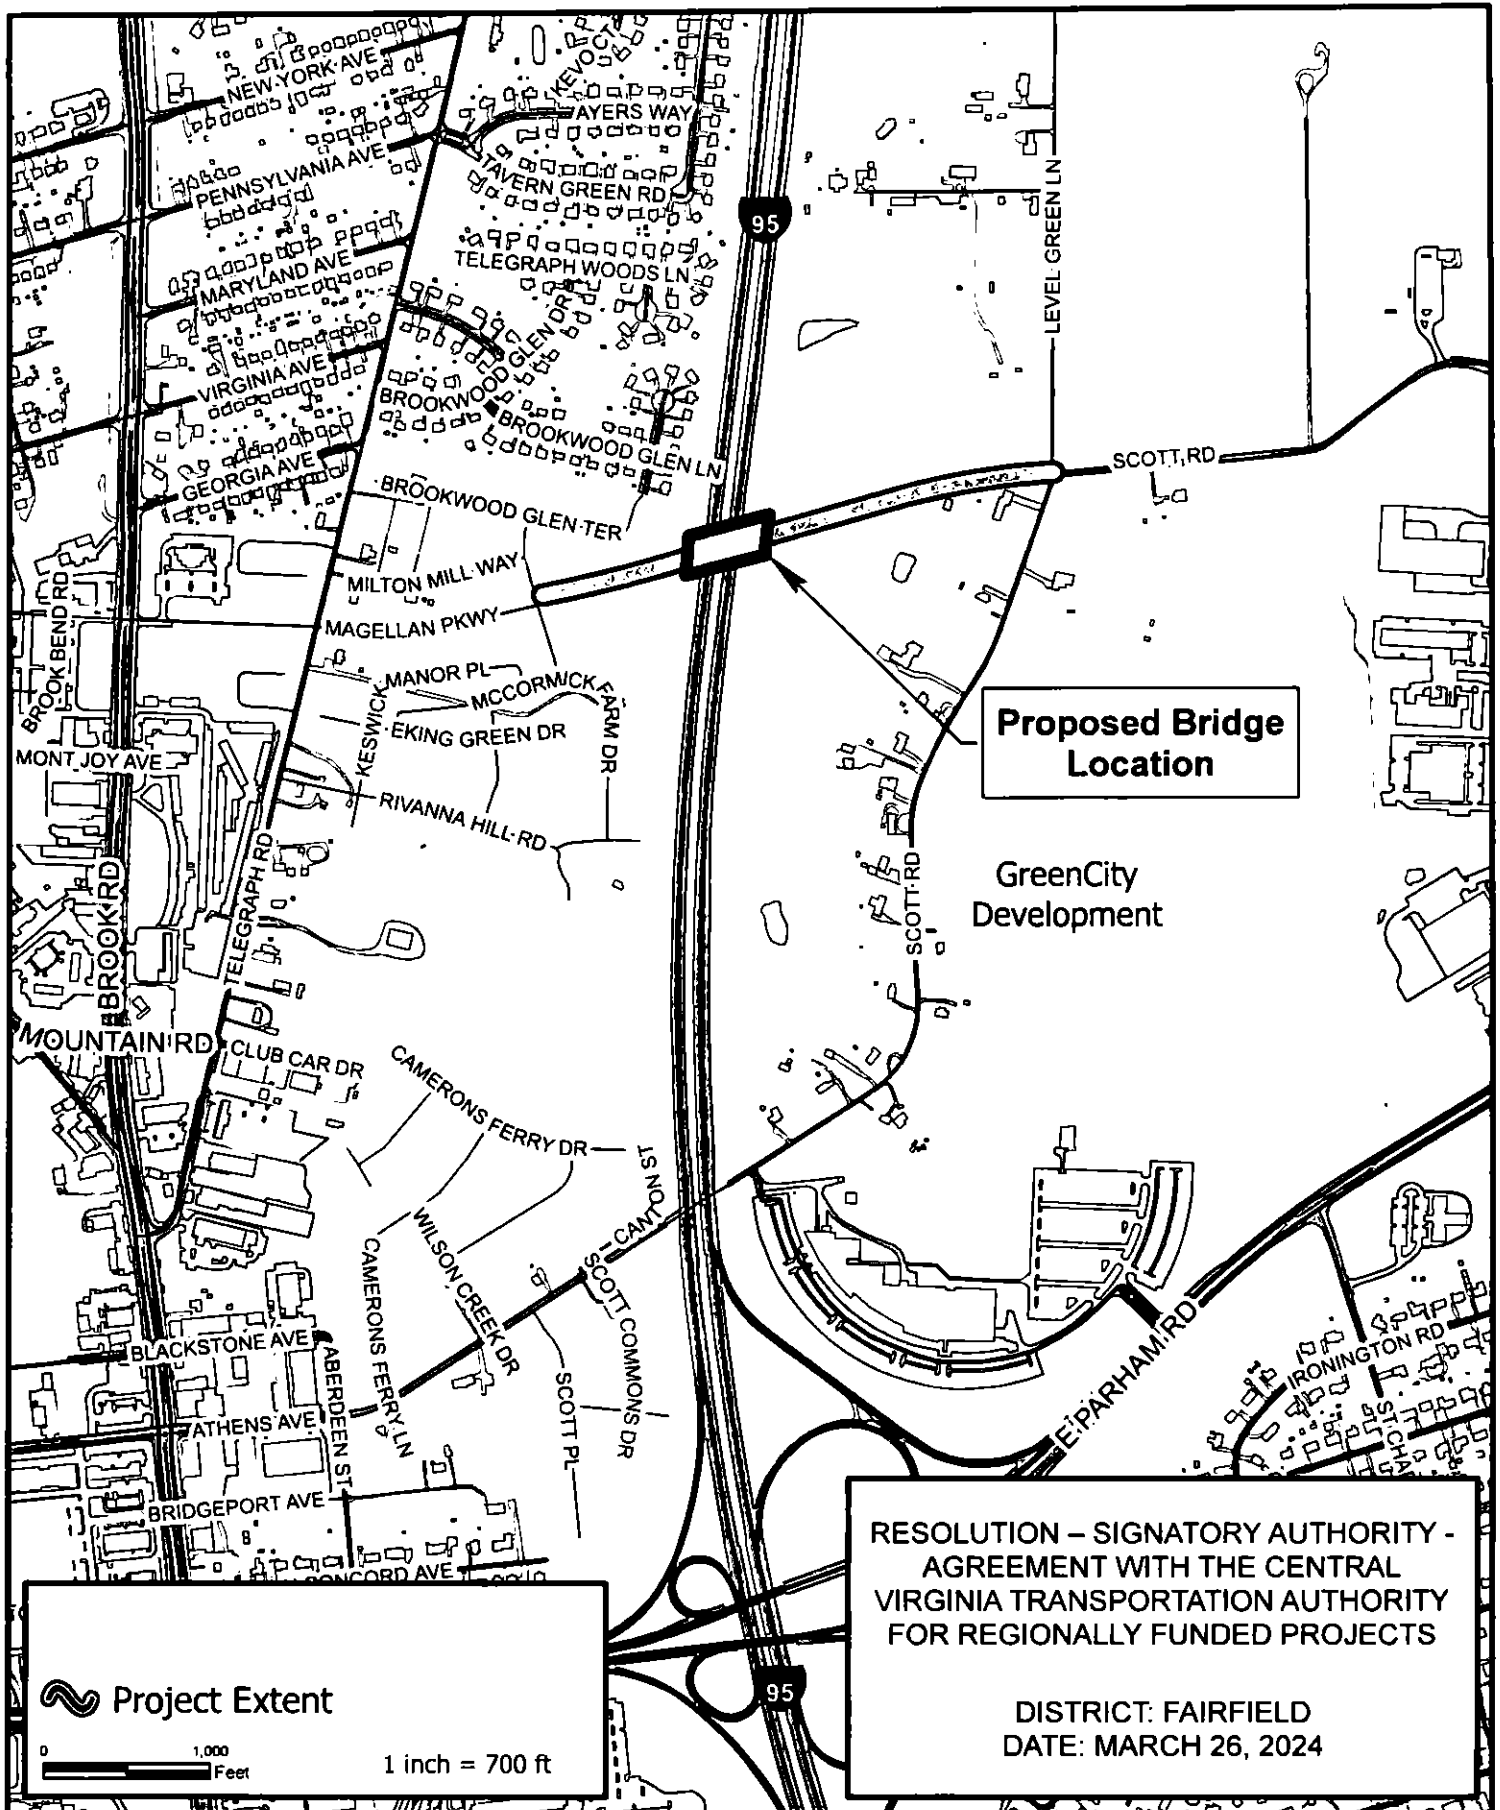 NEW YORK AVE
KEVO CT
AYERS WAY
PENNSYLVANIA AVE
TAVERN GREEN RD
LEVEL GREEN LN
95
MARYLAND AVE
TELEGRAPH WOODS LN
VIRGINIA AVE
BROOKWOOD GLEN DR
BROOKWOOD GLEN LN
GEORGIA AVE
SCOTT RD
BROOKWOOD GLEN TER
MILTON MILL WAY
BROOK BEND RD
MAGELLAN PKWY
MANOR PL
KESWICK
MCCORMICK FARM DR
EKING GREEN DR
Proposed Bridge
Location
MONT JOY AVE
RIVANNA HILL RD
BROOK RD
TELEGRAPH RD
SCOTT RD
GreenCity
Development
MOUNTAIN RD
CLUB CAR DR
CAMERONS FERRY DR
ON ST
CAN
WILSON CREEK DR
CAMERONS FERRY LN
SCOTT COMMONS DR
SCOTT PL
BLACKSTONE AVE
ABERDEEN ST
ATHENS AVE
BRIDGEPORT AVE
E PARHAM RD
IRONINGTON RD
ST CHA
ONCORD AVE
95
Project Extent
0 1,000
Feet
1 inch = 700 ft
RESOLUTION – SIGNATORY AUTHORITY -
AGREEMENT WITH THE CENTRAL
VIRGINIA TRANSPORTATION AUTHORITY
FOR REGIONALLY FUNDED PROJECTS
DISTRICT: FAIRFIELD
DATE: MARCH 26, 2024